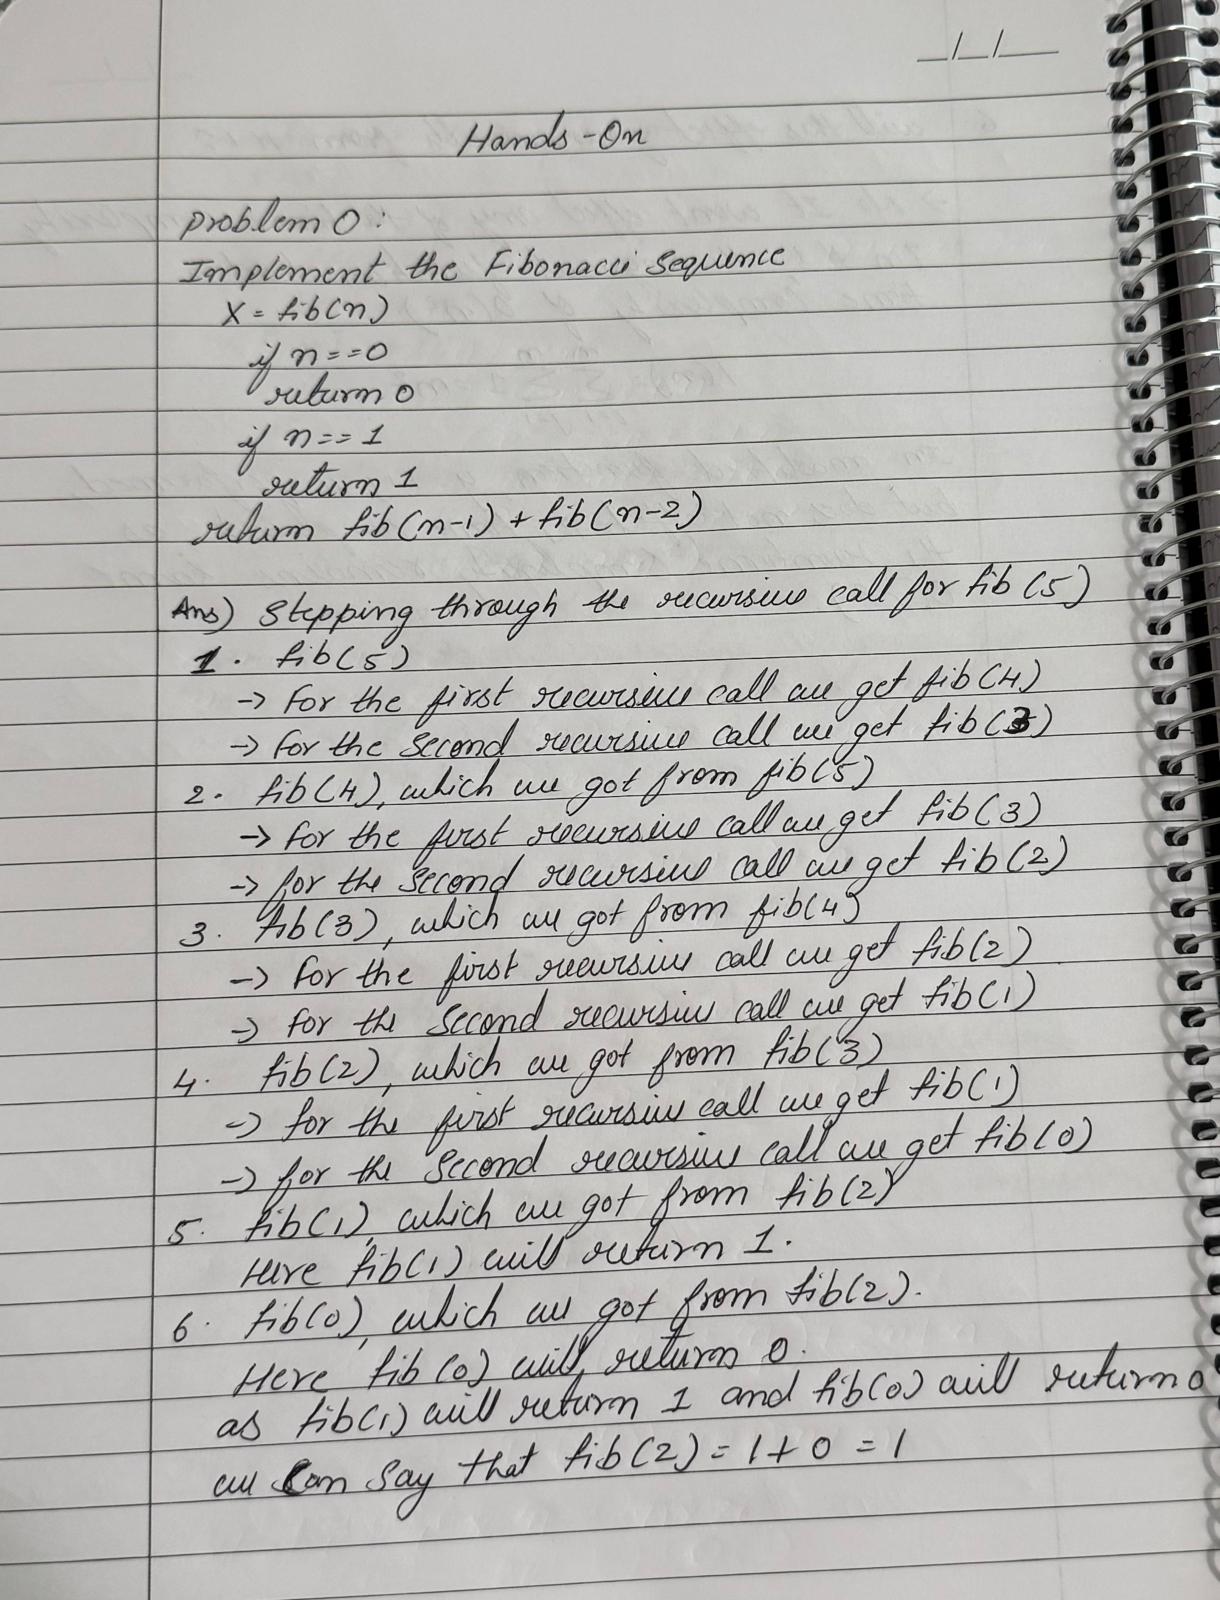 _/_/__
Hands-On
problem 0:
Implement the Fibonacci Sequence
X = fib(n)
if n==0
return 0
if n==1
return 1
return fib(n-1) + fib(n-2)
Ans) Stepping through the recursive call for fib (5)
1. fib(5)
→ For the first recursive call we get fib(4)
→ For the Second recursive call we get fib(3)
2. fib(4), which we got from fib(5)
→ for the first recursive call we get fib(3)
→ for the Second recursive call we get fib(2)
3. fib(3), which we got from fib(4)
→ for the first recursive call we get fib(2)
→ for the Second recursive call we get fib(1)
4. fib(2), which we got from fib(3)
→ for the first recursive call we get fib(1)
→ for the Second recursive call we get fib(0)
5. fib(1), which we got from fib(2)
Here fib(1) will return 1.
6. fib(0), which we got from fib(2).
Here fib(0) will return 0.
as fib(1) will return 1 and fib(0) will return 0
we Can Say that fib(2) = 1+0 = 1